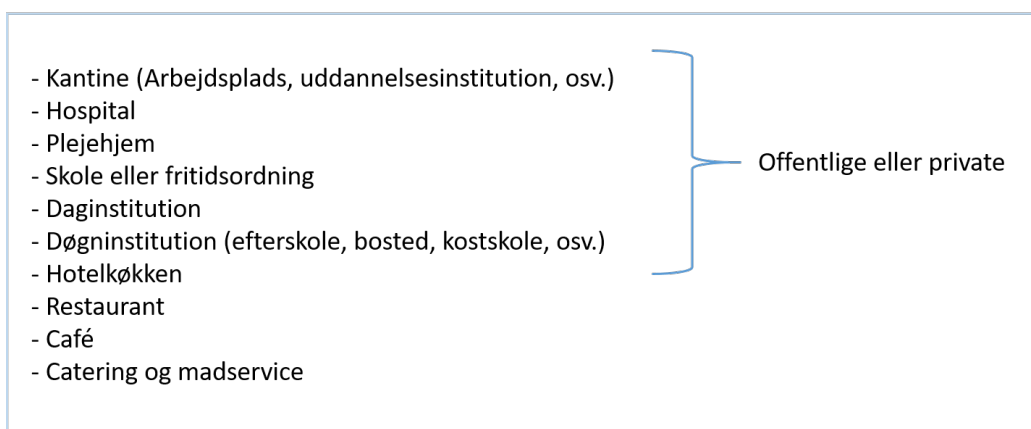 - Kantine (Arbejdsplads, uddannelsesinstitution, osv.)
- Hospital
- Plejehjem
- Skole eller fritidsordning
- Daginstitution
- Døgninstitution (efterskole, bosted, kostskole, osv.)
- Hotelkøkken
- Restaurant
- Café
- Catering og madservice
Offentlige eller private